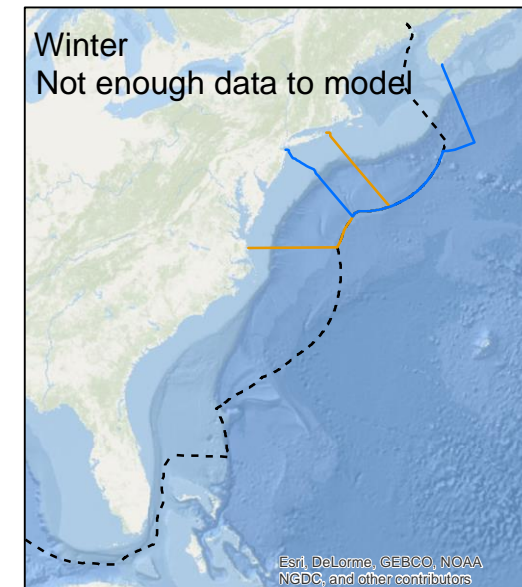 Winter
Not enough data to model
Esri, DeLorme, GEBCO, NOAA
NGDC, and other contributors